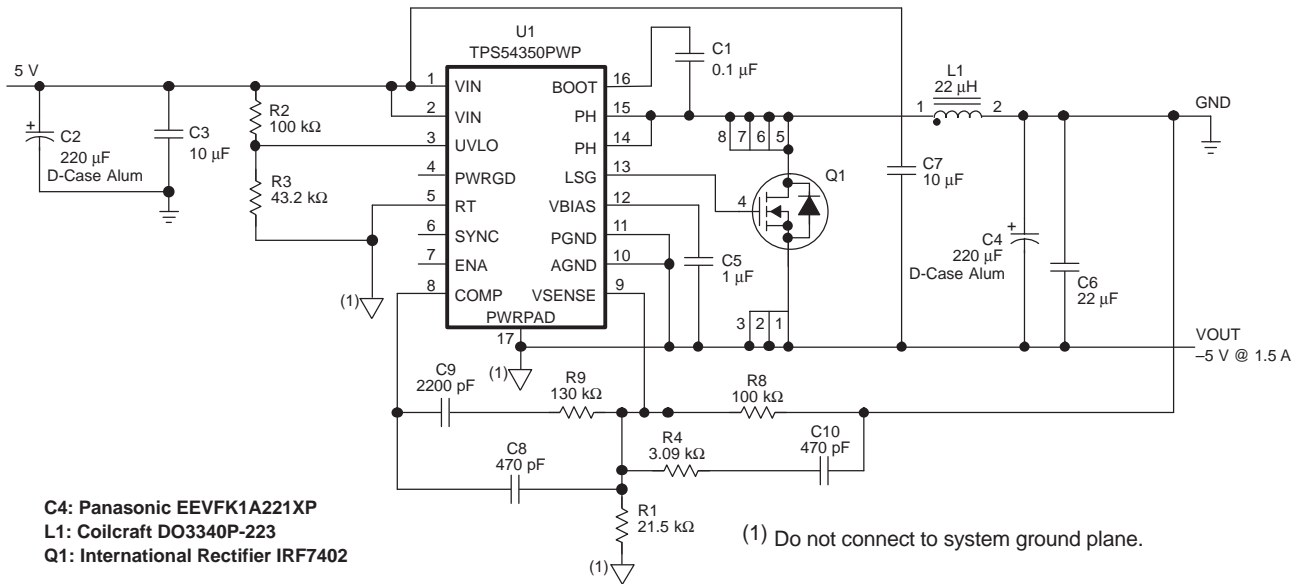 U1
TPS54350PWP
5 V
C2
220 μF
D-Case Alum
+
C3
10 μF
R2
100 kΩ
R3
43.2 kΩ
1 VIN
2 VIN
3 UVLO
4 PWRGD
5 RT
6 SYNC
7 ENA
8 COMP
BOOT 16
PH 15
PH 14
LSG 13
VBIAS 12
PGND 11
AGND 10
VSENSE 9
PWRPAD
17
(1)
(1)
C1
0.1 μF
8 7 6 5
Q1
4
3 2 1
C5
1 μF
C7
10 μF
L1
22 μH
1 2
GND
+
C4
220 μF
D-Case Alum
C6
22 μF
VOUT
–5 V @ 1.5 A
C9
2200 pF
R9
130 kΩ
R8
100 kΩ
C8
470 pF
R4
3.09 kΩ
C10
470 pF
R1
21.5 kΩ
(1)
C4: Panasonic EEVFK1A221XP
L1: Coilcraft DO3340P-223
Q1: International Rectifier IRF7402
(1) Do not connect to system ground plane.